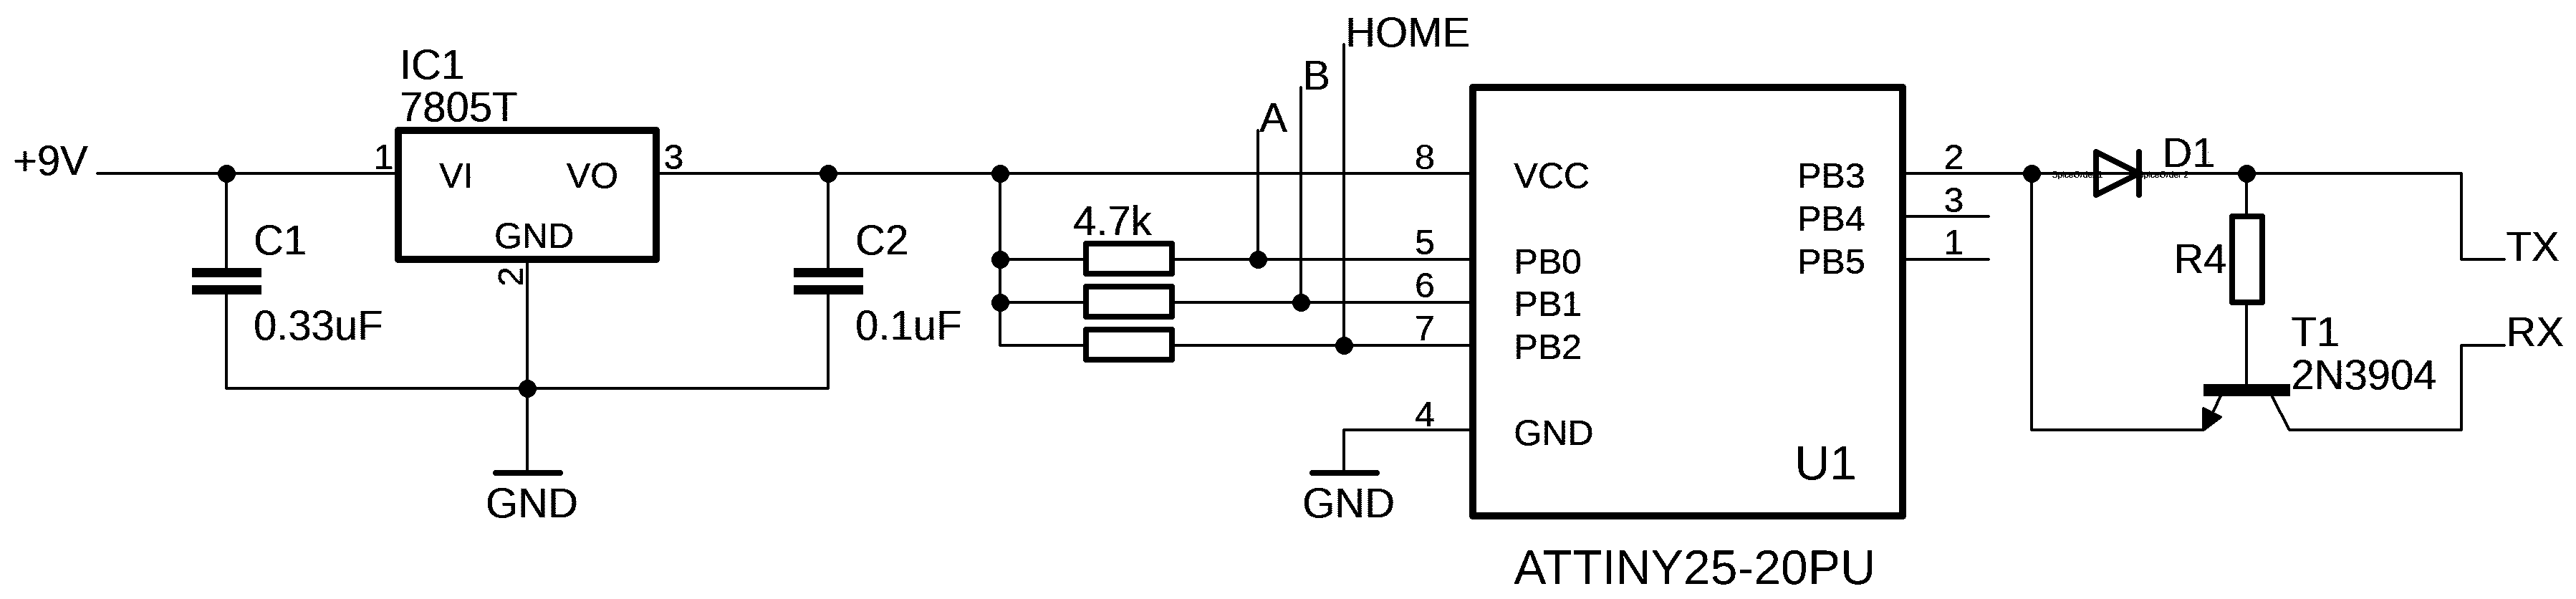 HOME
B
A
IC1
7805T
+9V
1
VI
VO
3
GND
2
C1
0.33uF
C2
0.1uF
GND
4.7k
8
5
6
7
4
GND
VCC
PB0
PB1
PB2
GND
PB3
PB4
PB5
U1
ATTINY25-20PU
2
3
1
D1
R4
T1
2N3904
TX
RX